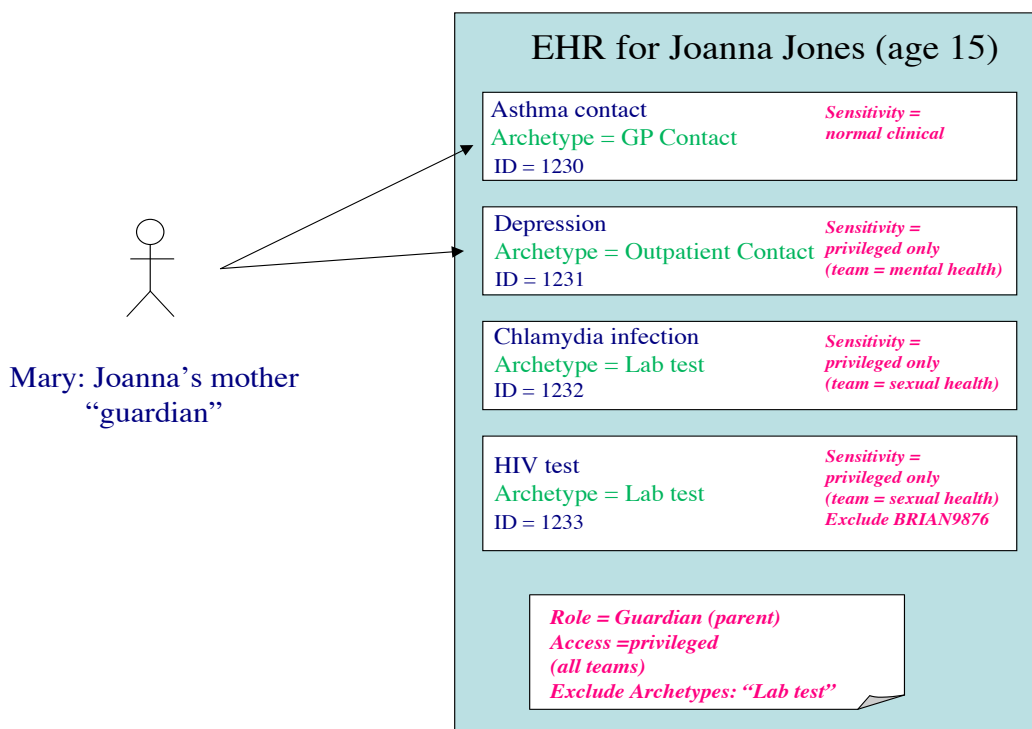 EHR for Joanna Jones (age 15)
Asthma contact
Archetype = GP Contact
ID = 1230
Sensitivity =
normal clinical
Depression
Archetype = Outpatient Contact
ID = 1231
Sensitivity =
privileged only
(team = mental health)
Chlamydia infection
Archetype = Lab test
ID = 1232
Sensitivity =
privileged only
(team = sexual health)
HIV test
Archetype = Lab test
ID = 1233
Sensitivity =
privileged only
(team = sexual health)
Exclude BRIAN9876
Mary: Joanna’s mother
“guardian”
Role = Guardian (parent)
Access =privileged
(all teams)
Exclude Archetypes: “Lab test”